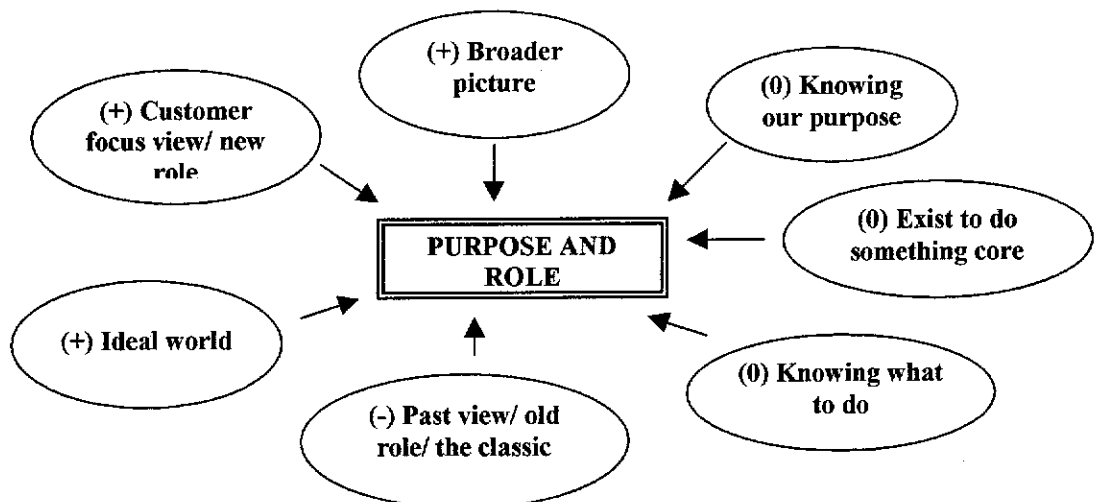 (+) Broader
picture
(+) Customer
focus view/ new
role
(0) Knowing
our purpose
PURPOSE AND
ROLE
(0) Exist to do
something core
(+) Ideal world
(0) Knowing what
to do
(-) Past view/ old
role/ the classic